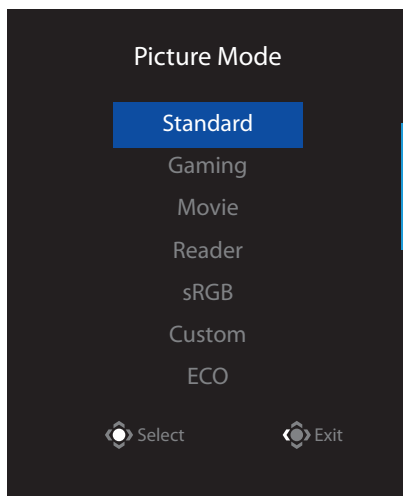 Picture Mode
Standard
Gaming
Movie
Reader
sRGB
Custom
ECO
Select Exit